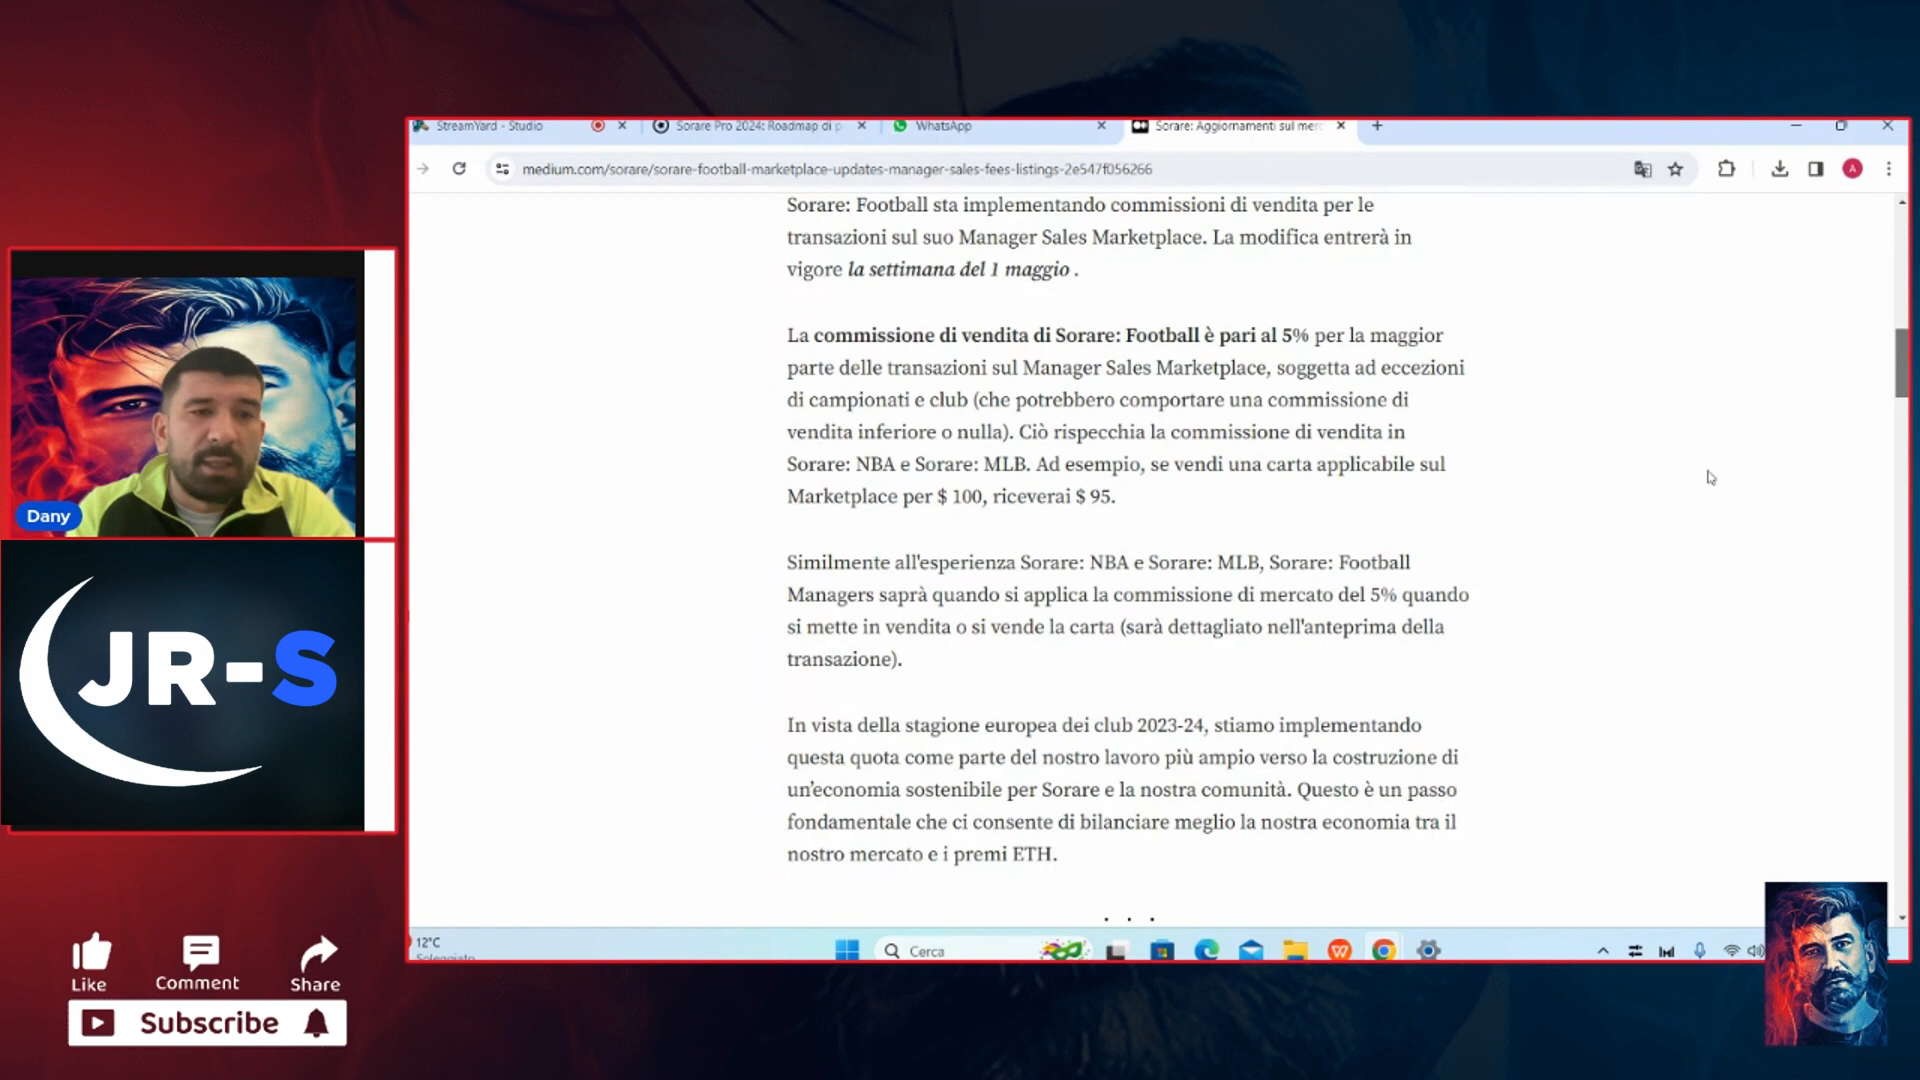 StreamYard - Studio
Sorare Pro 2024: Roadmap di p
WhatsApp
Sorare: Aggiornamenti sul mer
medium.com/sorare/sorare-football-marketplace-updates-manager-sales-fees-listings-2e547f056266
A
Sorare: Football sta implementando commissioni di vendita per le
transazioni sul suo Manager Sales Marketplace. La modifica entrerà in
vigore la settimana del 1 maggio .
La commissione di vendita di Sorare: Football è pari al 5% per la maggior
parte delle transazioni sul Manager Sales Marketplace, soggetta ad eccezioni
di campionati e club (che potrebbero comportare una commissione di
vendita inferiore o nulla). Ciò rispecchia la commissione di vendita in
Sorare: NBA e Sorare: MLB. Ad esempio, se vendi una carta applicabile sul
Marketplace per $ 100, riceverai $ 95.
Similmente all'esperienza Sorare: NBA e Sorare: MLB, Sorare: Football
Managers saprà quando si applica la commissione di mercato del 5% quando
si mette in vendita o si vende la carta (sarà dettagliato nell'anteprima della
transazione).
In vista della stagione europea dei club 2023-24, stiamo implementando
questa quota come parte del nostro lavoro più ampio verso la costruzione di
un'economia sostenibile per Sorare e la nostra comunità. Questo è un passo
fondamentale che ci consente di bilanciare meglio la nostra economia tra il
nostro mercato e i premi ETH.
. . .
Dany
JR-S
12°C
Soleggiato
Cerca
Like
Comment
Share
Subscribe